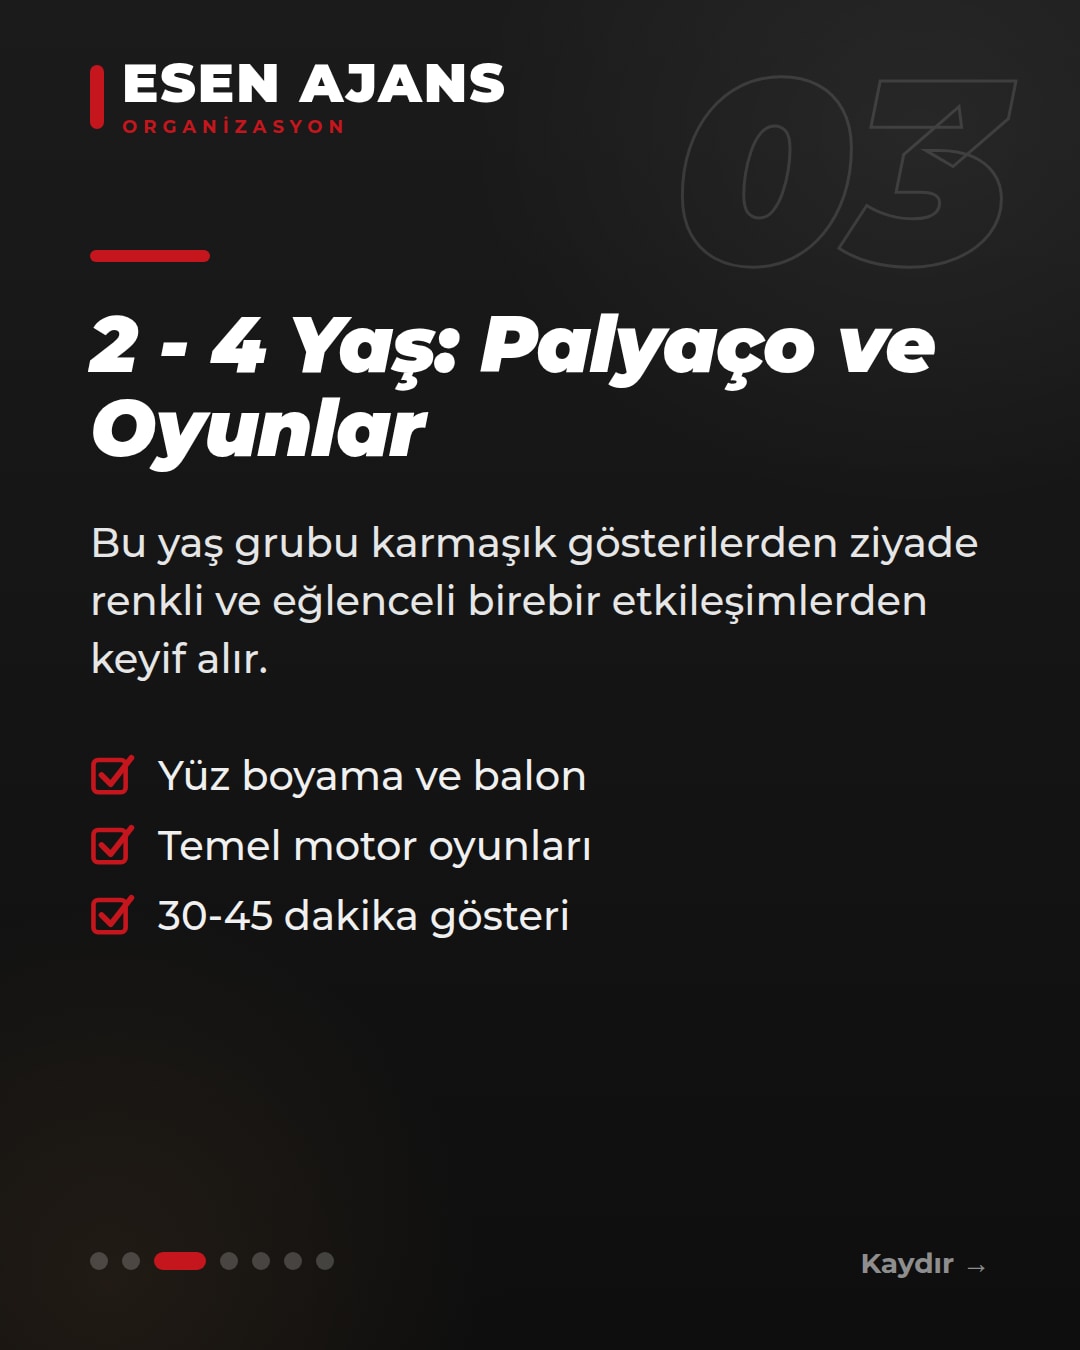 ESEN AJANS
ORGANİZASYON
03
2 - 4 Yaş: Palyaço ve
Oyunlar
Bu yaş grubu karmaşık gösterilerden ziyade
renkli ve eğlenceli birebir etkileşimlerden
keyif alır.
Yüz boyama ve balon
Temel motor oyunları
30-45 dakika gösteri
Kaydır →